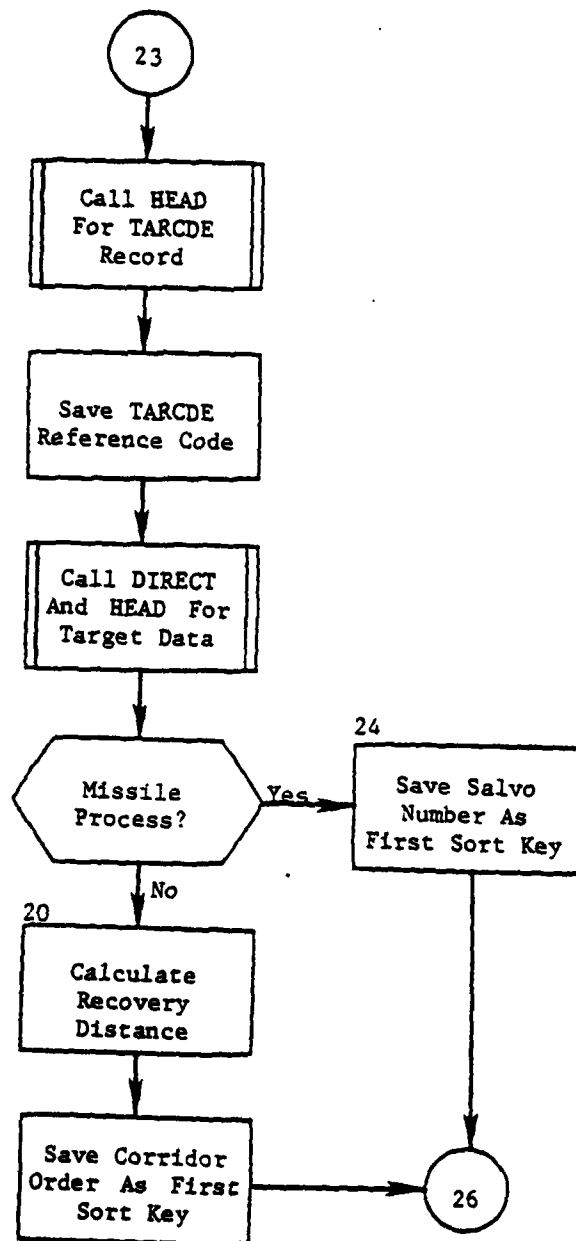 23
Call HEAD
For TARCDE
Record
Save TARCDE
Reference Code
Call DIRECT
And HEAD For
Target Data
Missile
Process?
Yes
No
24
Save Salvo
Number As
First Sort Key
20
Calculate
Recovery
Distance
Save Corridor
Order As First
Sort Key
26